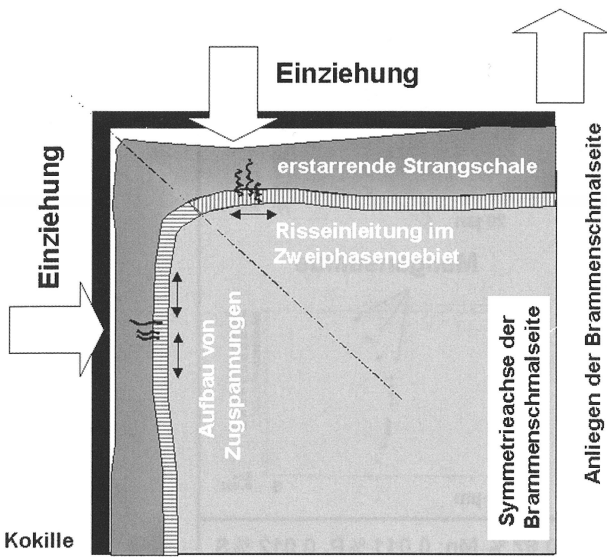 Einziehung
erstarrende Strangschale
Risseinleitung im
Zweiphasengebiet
Einziehung
Aufbau von
Zugspannungen
Symmetrieachse der
Brammenschmalseite
Anliegen der Brammenschmalseite
Kokille